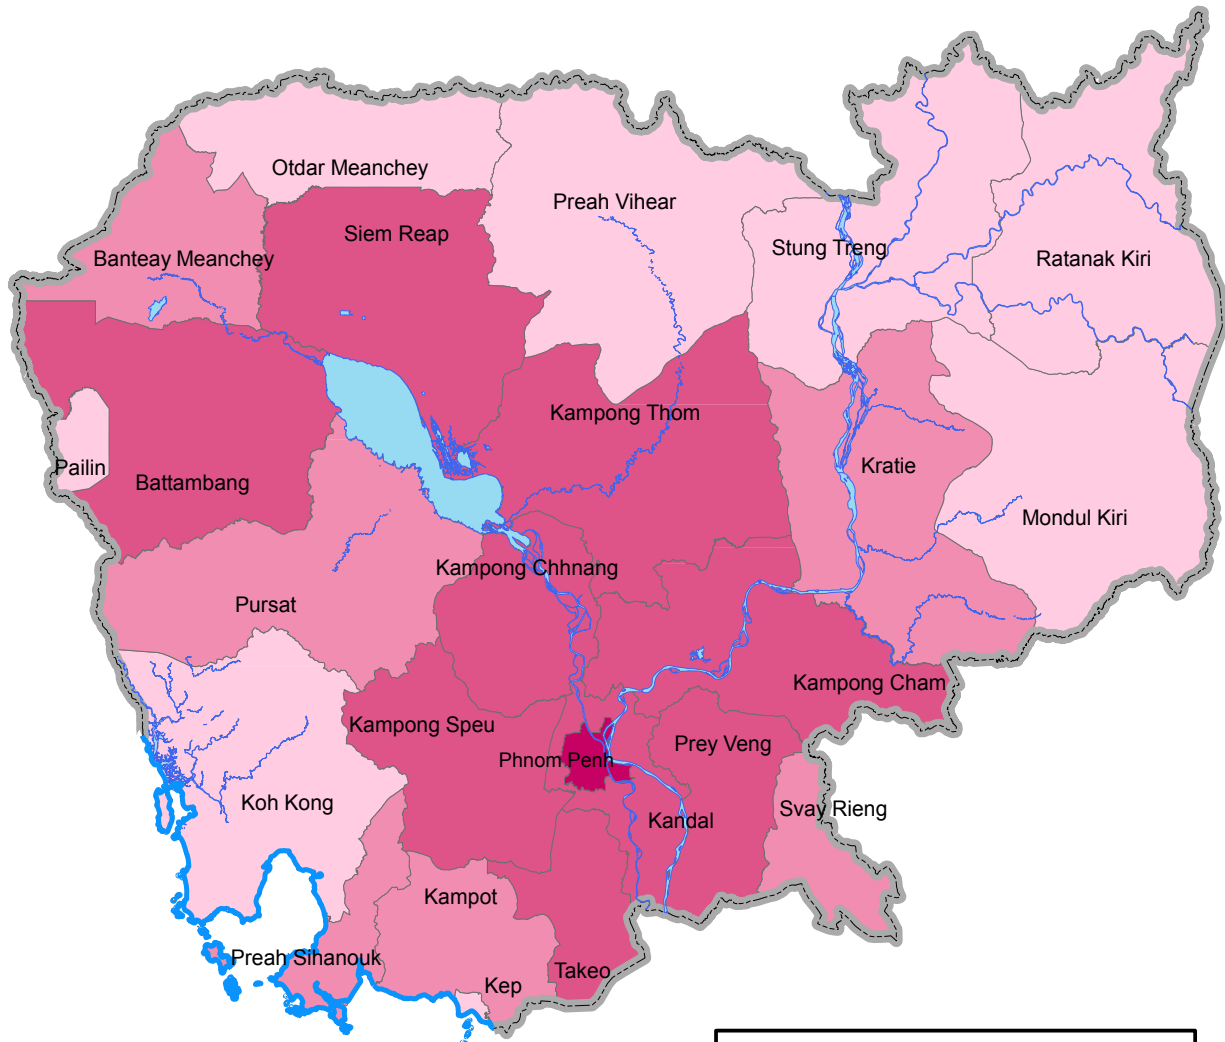 Otdar Meanchey
Preah Vihear
Siem Reap
Stung Treng
Banteay Meanchey
Ratanak Kiri
Kampong Thom
Pailin
Kratie
Battambang
Mondul Kiri
Kampong Chhnang
Pursat
Kampong Cham
Kampong Speu
Prey Veng
Phnom Penh
Koh Kong
Svay Rieng
Kandal
Kampot
Preah Sihanouk
Takeo
Kep